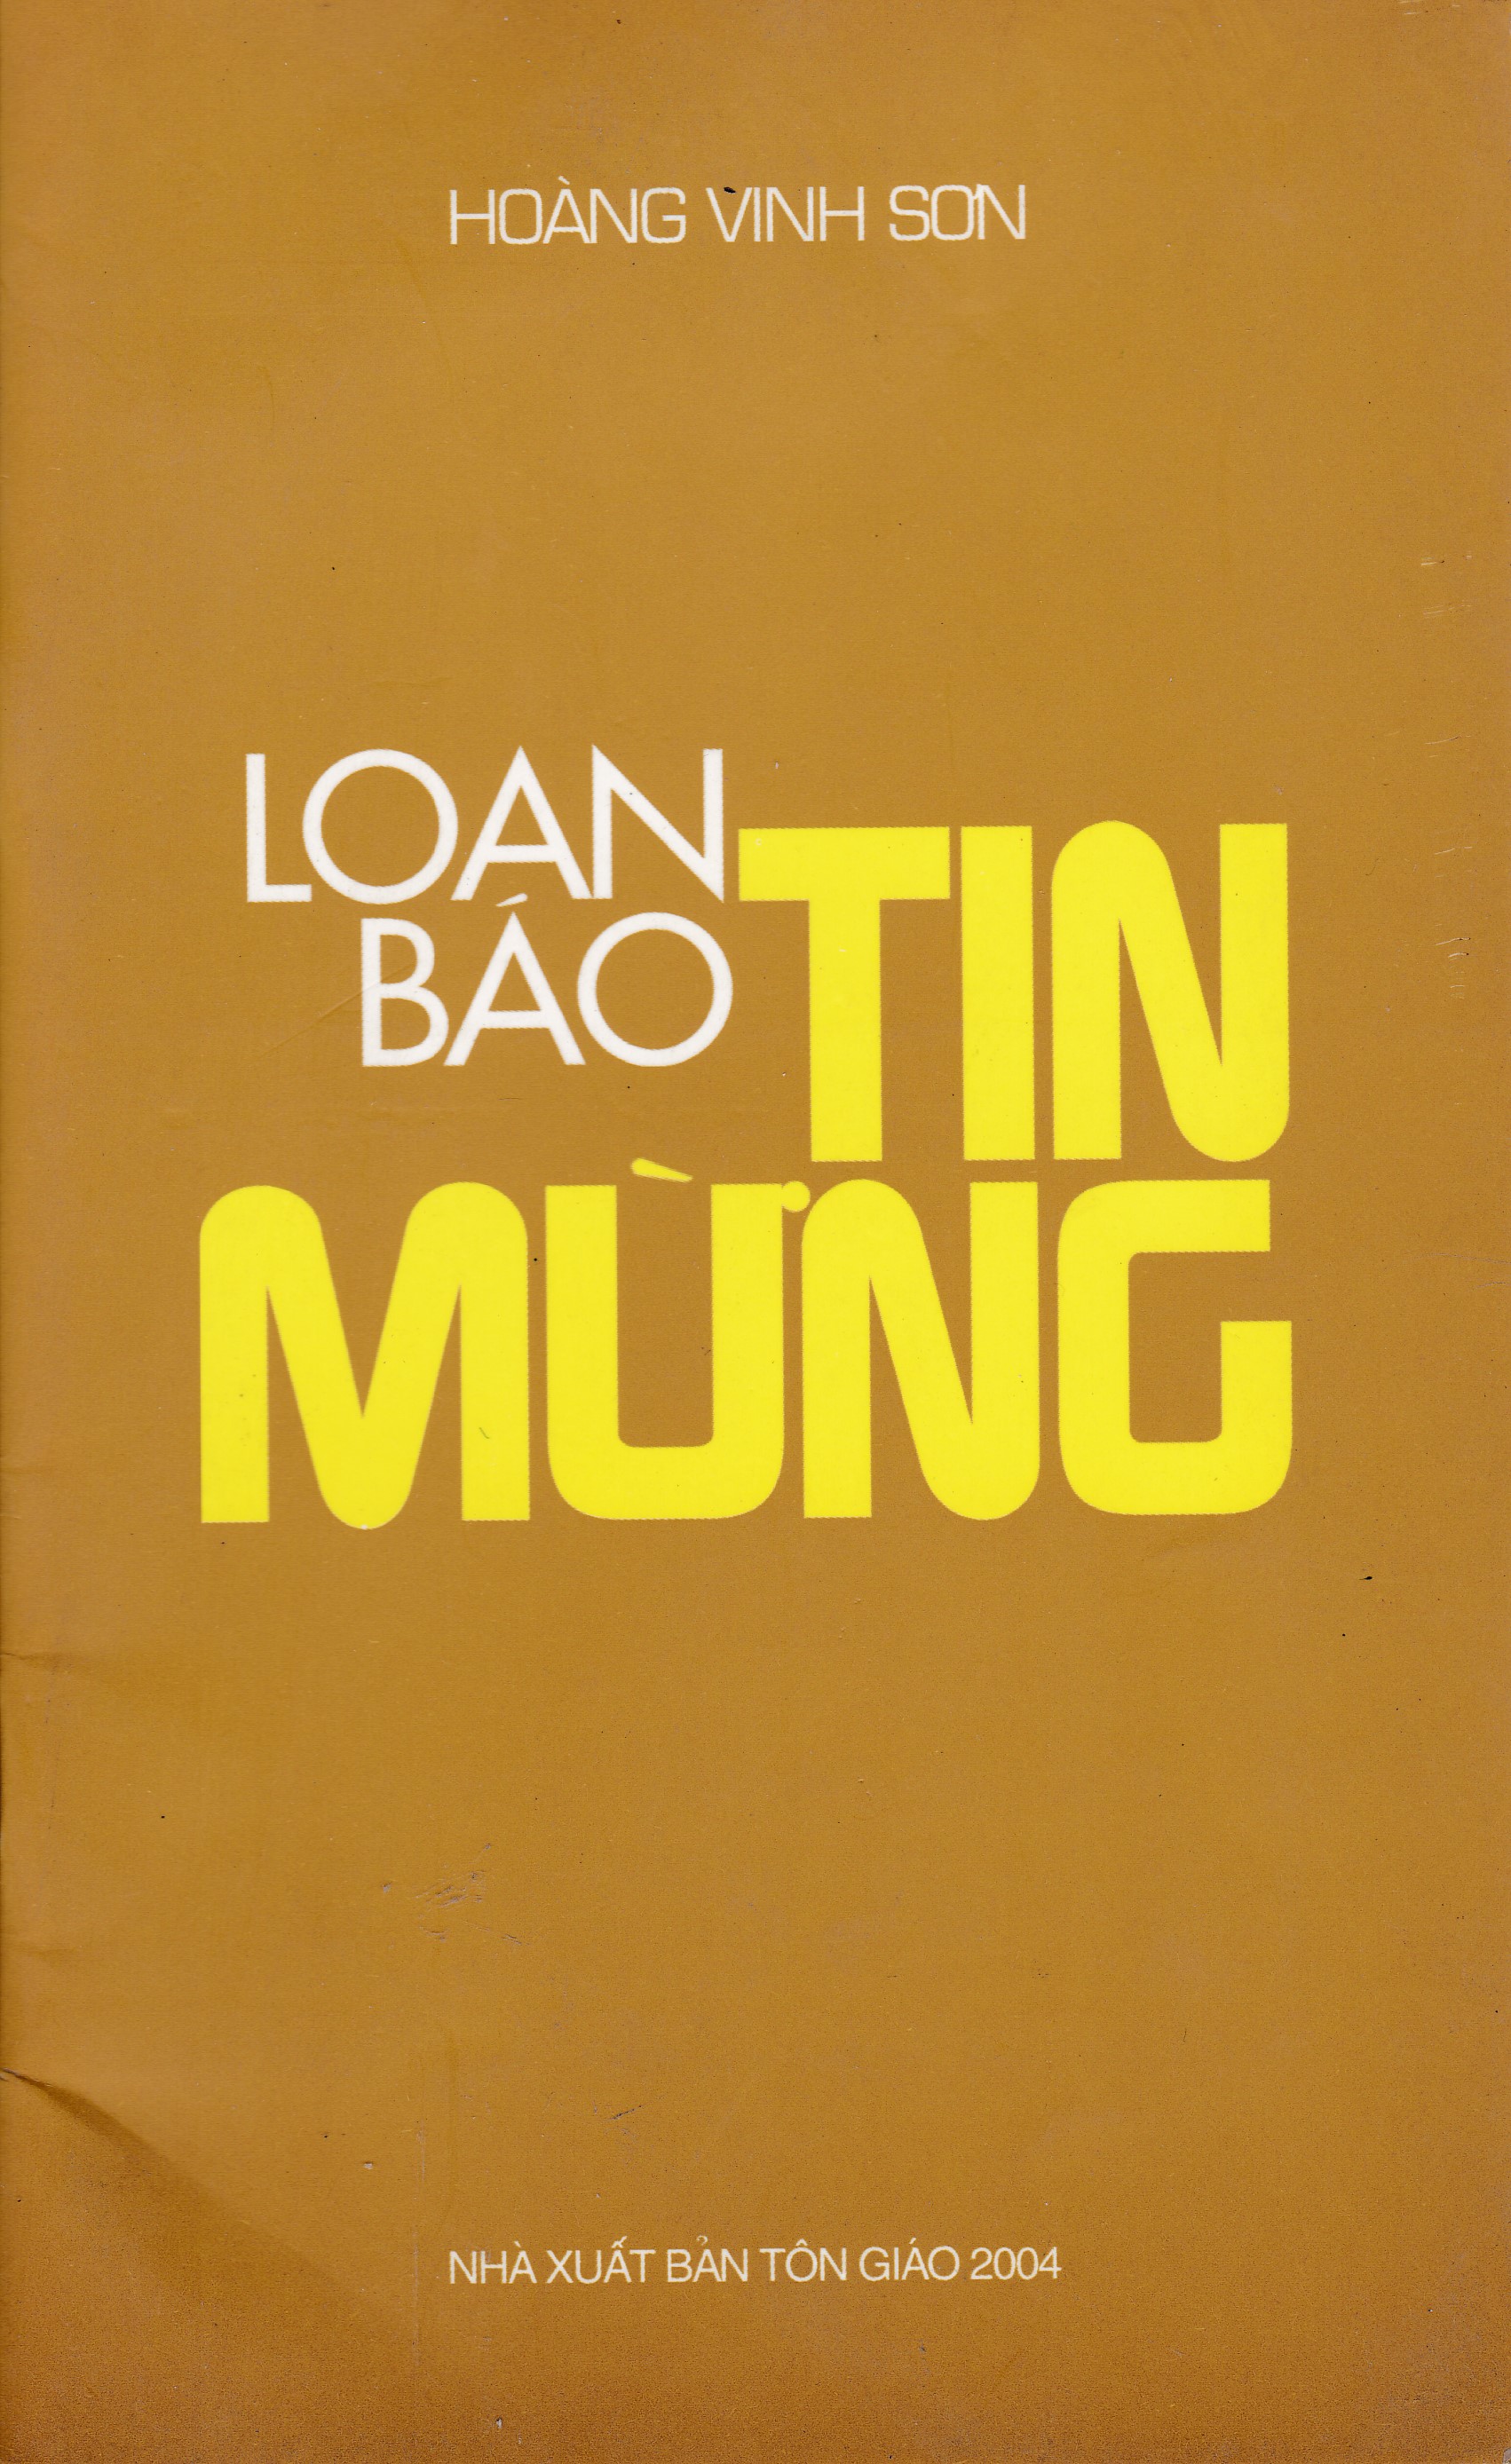 HOÀNG VINH SƠN
LOAN
BÁO TIN
MỪNG
NHÀ XUẤT BẢN TÔN GIÁO 2004